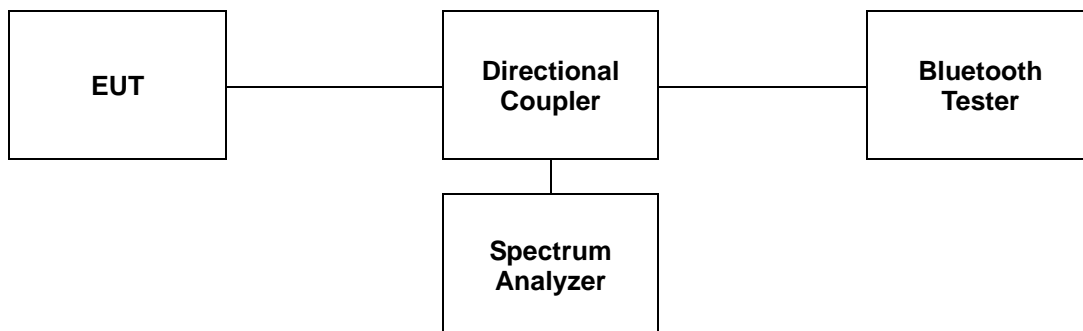 EUT
Directional
Coupler
Bluetooth
Tester
Spectrum
Analyzer